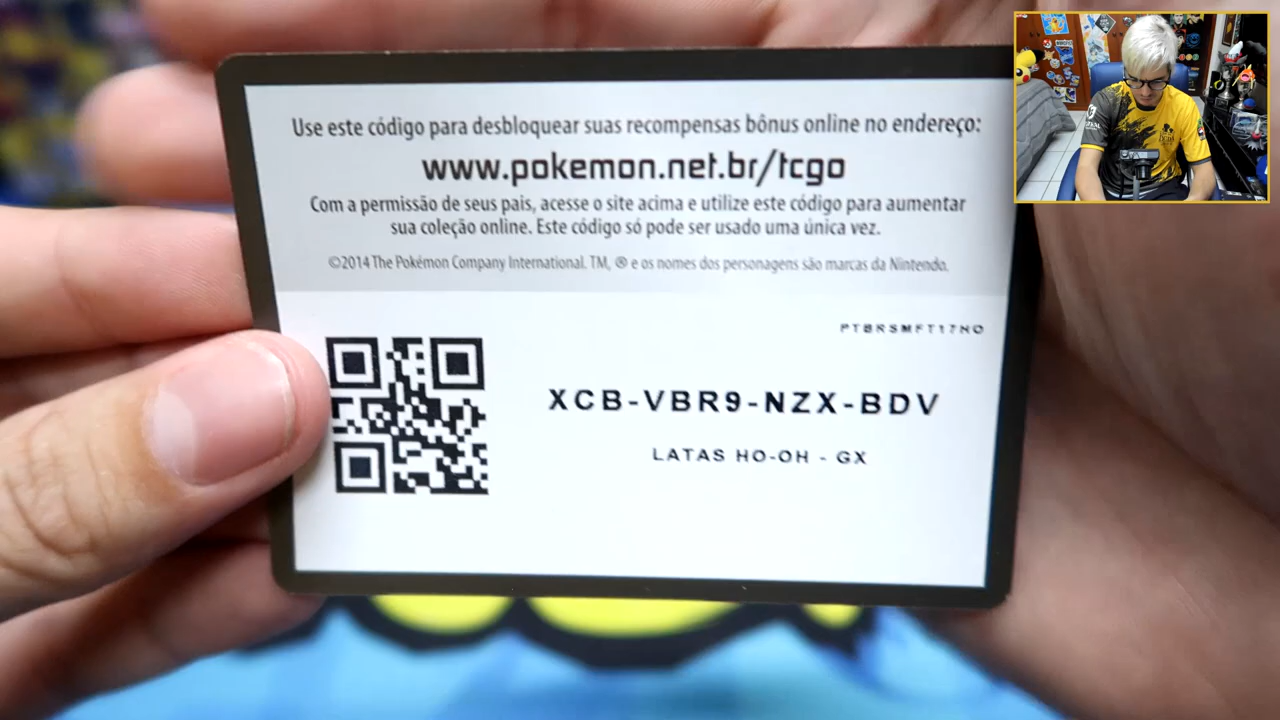 Use este código para desbloquear suas recompensas bônus online no endereço:
www.pokemon.net.br/tcgo
Com a permissão de seus pais, acesse o site acima e utilize este código para aumentar
sua coleção online. Este código só pode ser usado uma única vez.
©2014 The Pokémon Company International. TM, ® e os nomes dos personagens são marcas da Nintendo.
PTBRSMFT17HO
XCB-VBR9-NZX-BDV
LATAS HO-OH - GX